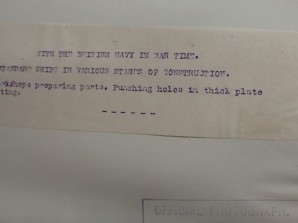 WITH THE BRITISH NAVY IN WAR TIME.
STANDARD SHIPS IN VARIOUS STAGES OF CONSTRUCTION.
orkshops preparing parts. Punching holes in thick plate
ting.
OFFICIAL PHOTOGRAPH.